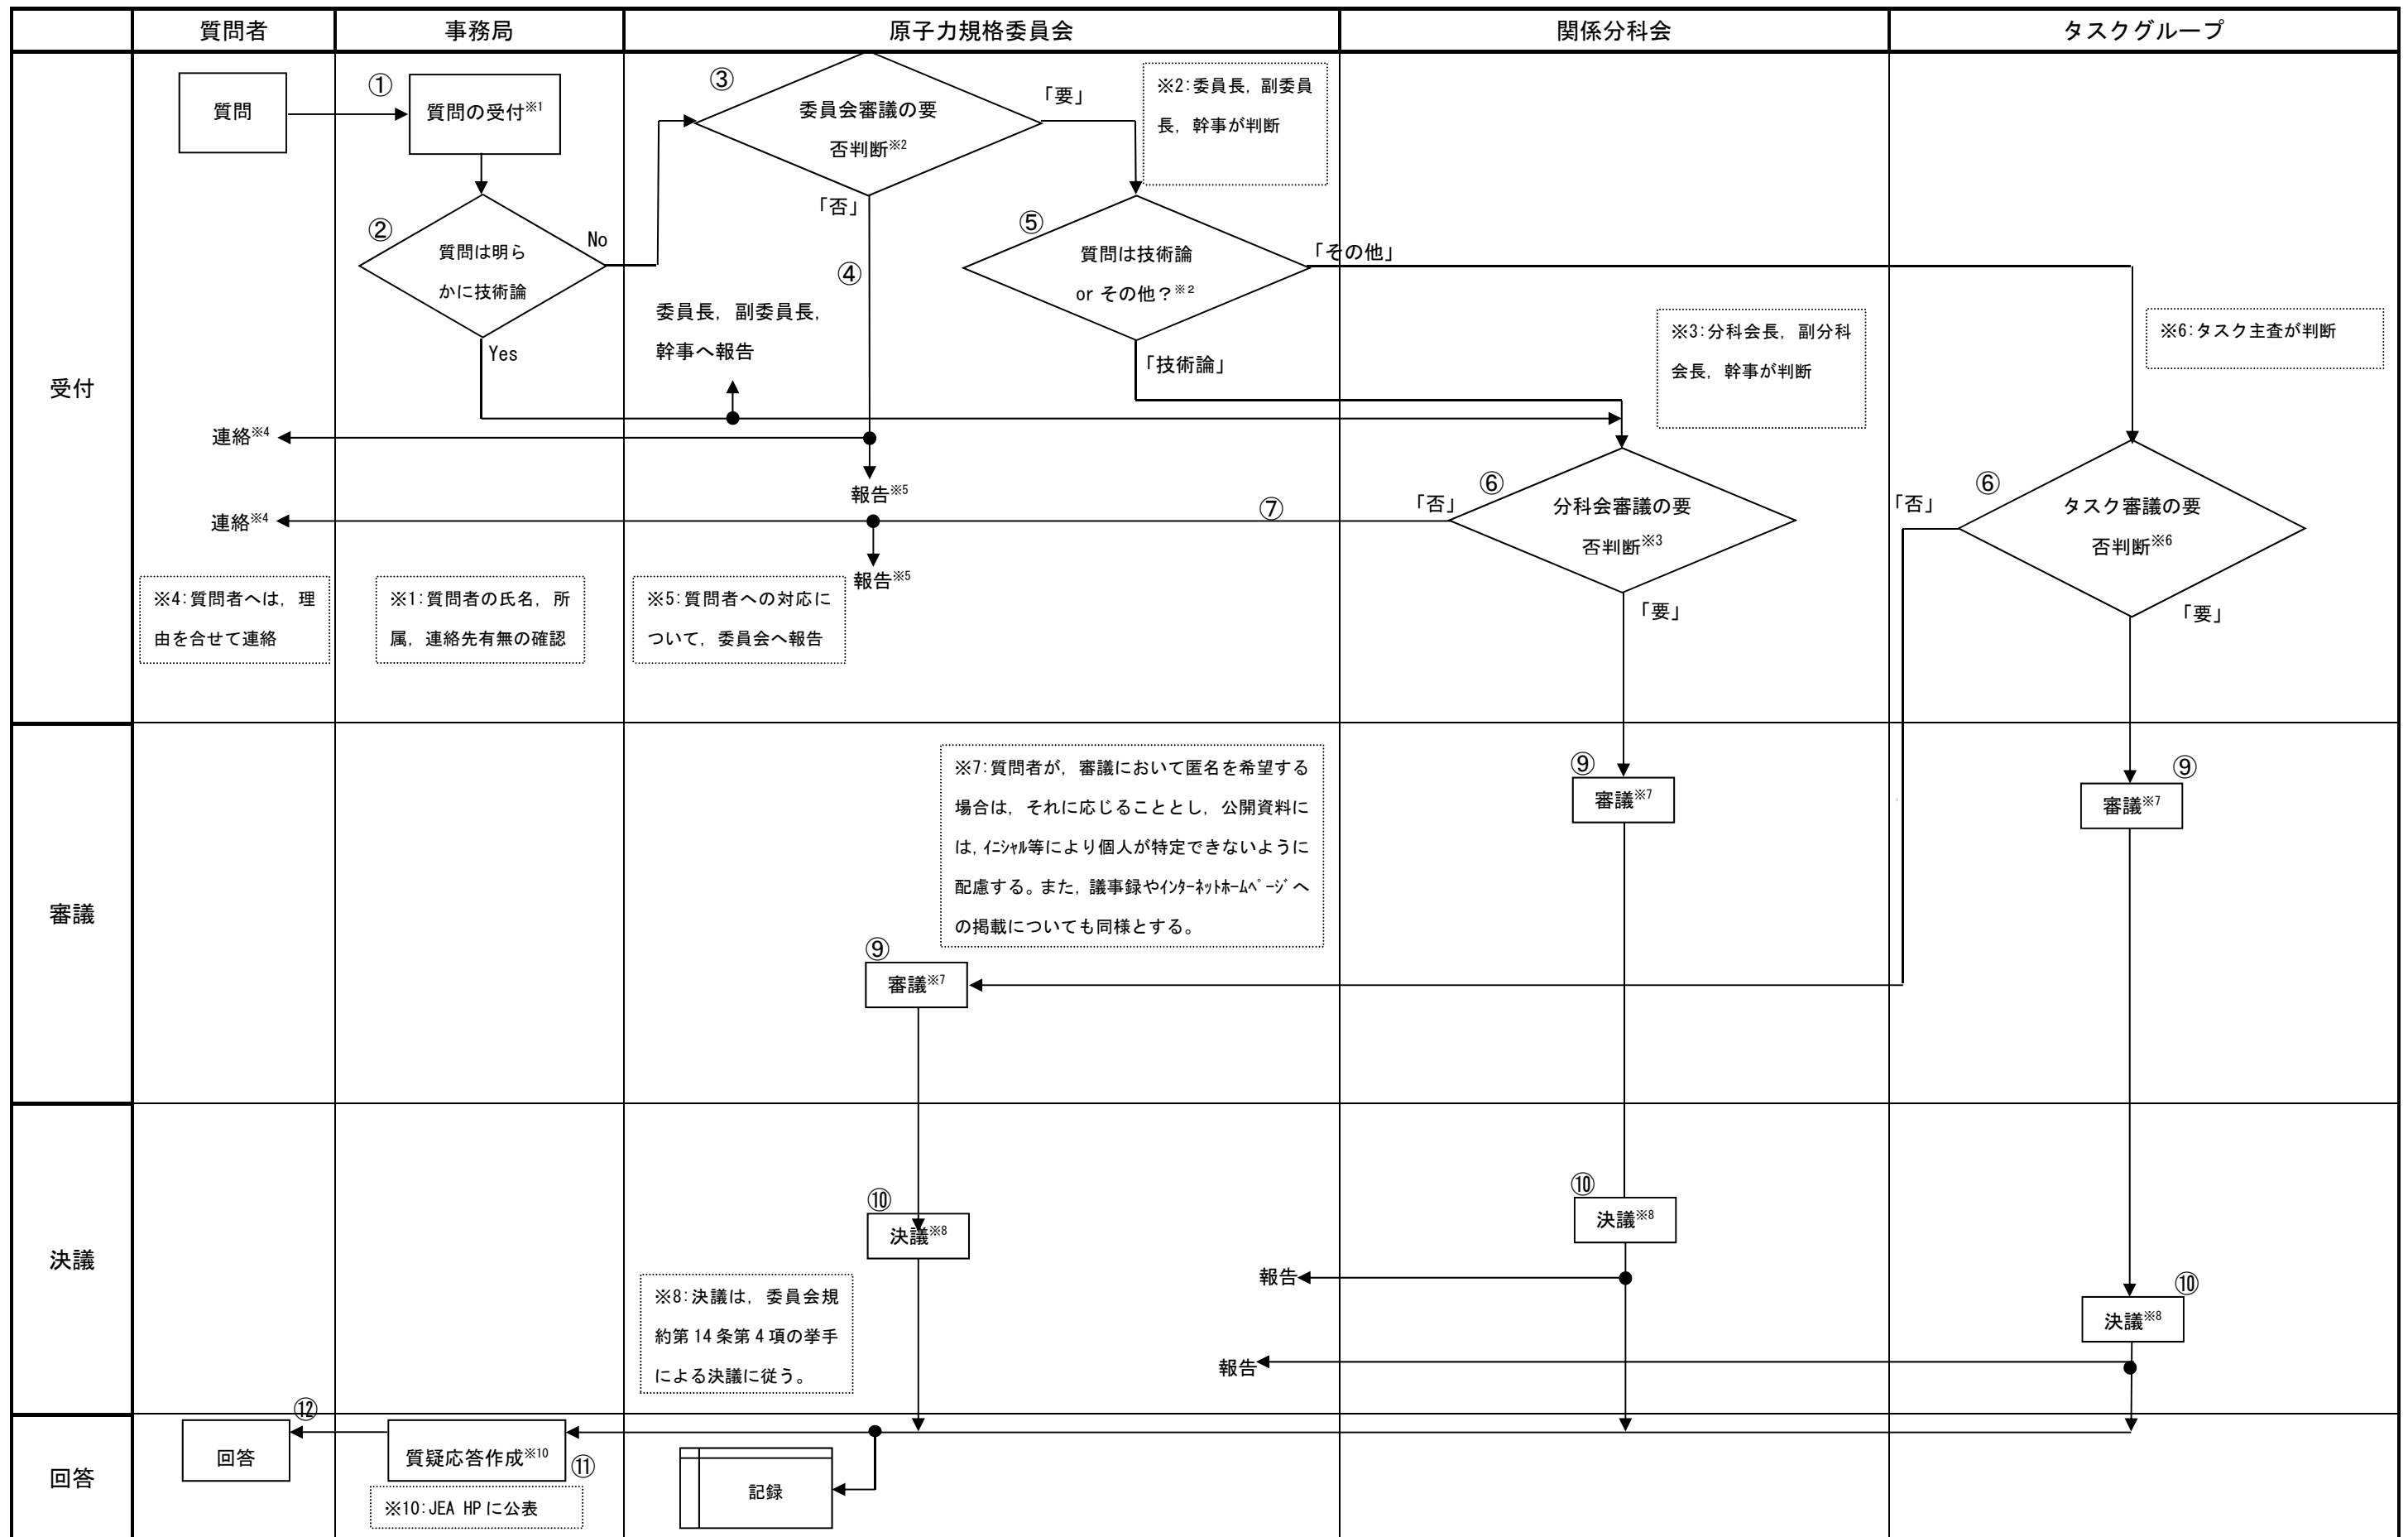 質問者
事務局
原子力規格委員会
関係分科会
タスクグループ
受付
質問
①
質問の受付※1
③
委員会審議の要
否判断※2
「要」
※2:委員長，副委員
長，幹事が判断
②
質問は明ら
かに技術論
No
Yes
「否」
④
⑤
質問は技術論
or その他？※２
「その他」
「技術論」
委員長，副委員長，
幹事へ報告
※3:分科会長，副分科
会長，幹事が判断
※6:タスク主査が判断
連絡※4
報告※5
連絡※4
⑦
報告※5
「否」
⑥
分科会審議の要
否判断※3
「要」
「否」
⑥
タスク審議の要
否判断※6
「要」
※4:質問者へは，理
由を合せて連絡
※1:質問者の氏名，所
属，連絡先有無の確認
※5:質問者への対応に
ついて，委員会へ報告
審議
※7:質問者が，審議において匿名を希望する
場合は，それに応じることとし，公開資料に
は，ｲﾆｼｬﾙ等により個人が特定できないように
配慮する。また，議事録やｲﾝﾀｰﾈｯﾄﾎｰﾑﾍﾟｰｼﾞへ
の掲載についても同様とする。
⑨
審議※7
⑨
審議※7
⑨
審議※7
決議
⑩
決議※8
⑩
決議※8
報告
⑩
決議※8
報告
※8:決議は，委員会規
約第 14 条第 4 項の挙手
による決議に従う。
回答
⑫
回答
質疑応答作成※10
⑪
※10:JEA HP に公表
記録